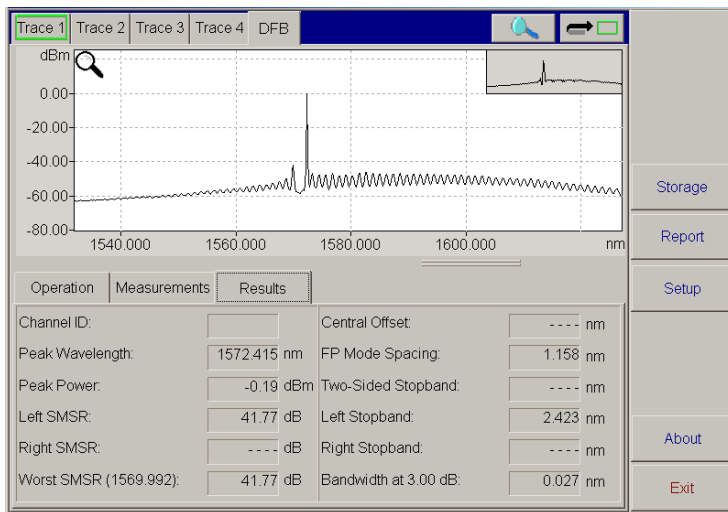 Trace 1 Trace 2 Trace 3 Trace 4 DFB
dBm
0.00
-20.00
-40.00
-60.00
-80.00
1540.000 1560.000 1580.000 1600.000 nm
Storage
Report
Setup
About
Exit
Operation Measurements Results
Channel ID: Central Offset: ---- nm
Peak Wavelength: 1572.415 nm FP Mode Spacing: 1.158 nm
Peak Power: -0.19 dBm Two-Sided Stopband: ---- nm
Left SMSR: 41.77 dB Left Stopband: 2.423 nm
Right SMSR: ---- dB Right Stopband: ---- nm
Worst SMSR (1569.992): 41.77 dB Bandwidth at 3.00 dB: 0.027 nm